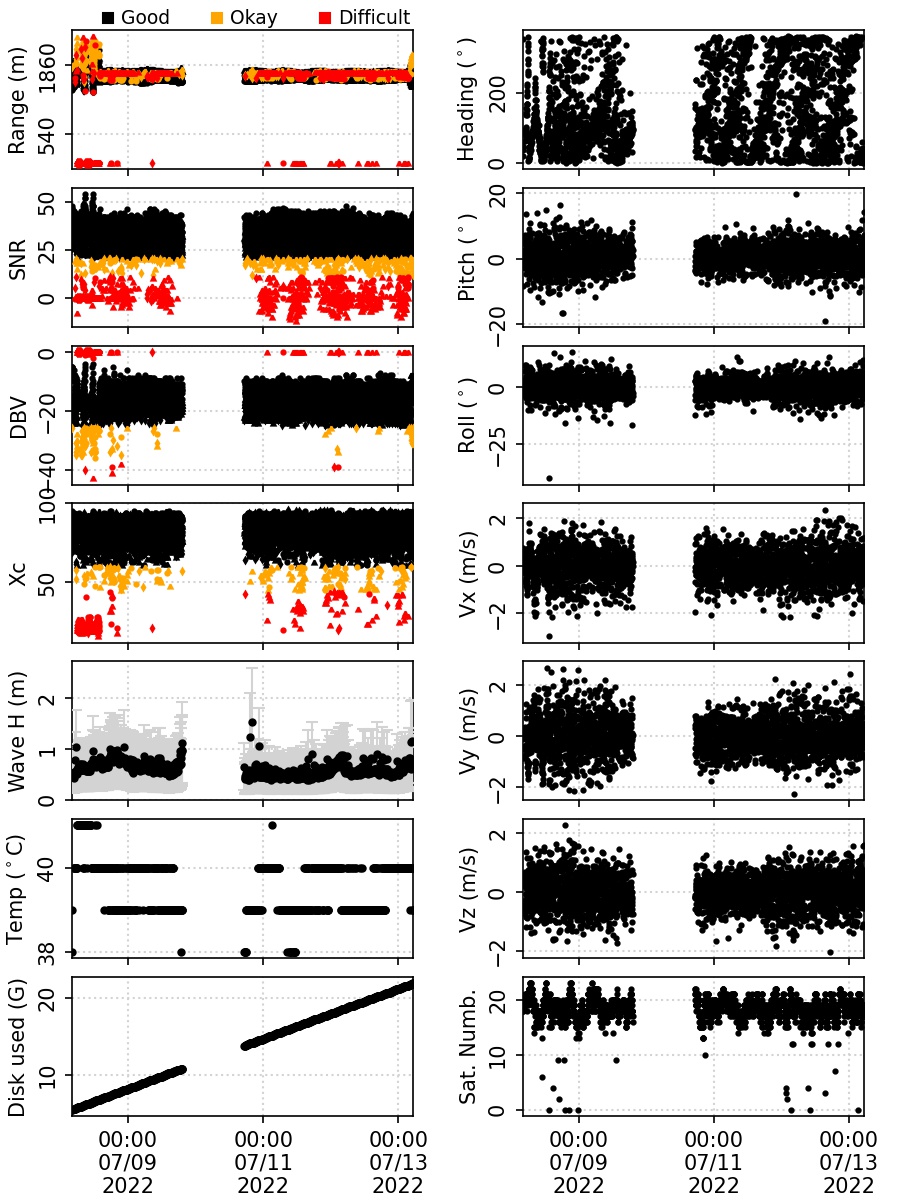 Good Okay Difficult
Range (m)
1860
540
SNR
50
25
0
DBV
0
−20
−40
Xc
100
50
Wave H (m)
2
1
0
Temp (°C)
40
38
Disk used (G)
20
10
00:00 00:00 00:00
07/09 07/11 07/13
2022 2022 2022
Heading (°)
200
0
Pitch (°)
20
0
−20
Roll (°)
0
−25
Vx (m/s)
2
0
−2
Vy (m/s)
2
0
−2
Vz (m/s)
2
0
−2
Sat. Numb.
20
10
0
00:00 00:00 00:00
07/09 07/11 07/13
2022 2022 2022